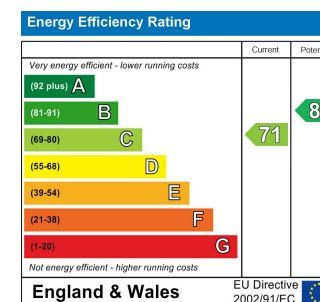 Energy Efficiency Rating
Current
Very energy efficient - lower running costs
(92 plus) A
(81-91) B
(69-80) C
71
(55-68) D
(39-54) E
(21-38) F
(1-20) G
Not energy efficient - higher running costs
England & Wales
EU Directive
2002/91/EC